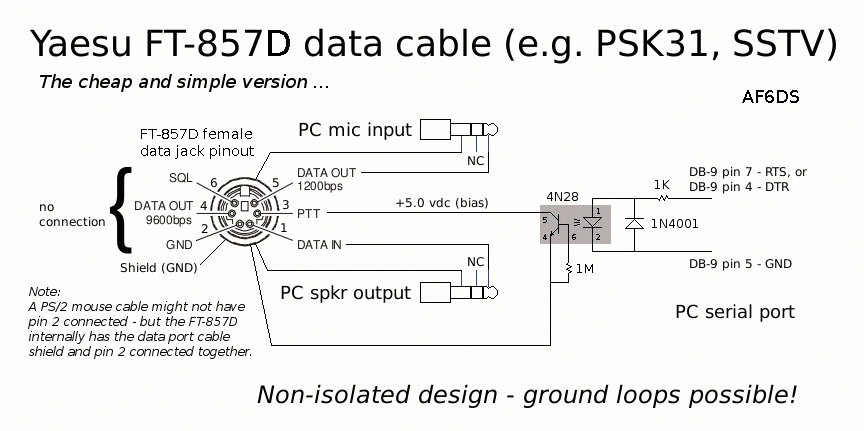 Yaesu FT-857D data cable (e.g. PSK31, SSTV)
The cheap and simple version ...
AF6DS
FT-857D female
data jack pinout
PC mic input
NC
SQL
6
5
DATA OUT
1200bps
DB-9 pin 7 - RTS, or
DB-9 pin 4 - DTR
1K
4N28
no
connection
DATA OUT
9600bps
4
3
PTT
+5.0 vdc (bias)
5
1
1N4001
2
1
GND
DATA IN
4
6
2
Shield (GND)
NC
1M
DB-9 pin 5 - GND
PC spkr output
PC serial port
Note:
A PS/2 mouse cable might not have
pin 2 connected - but the FT-857D
internally has the data port cable
shield and pin 2 connected together.
Non-isolated design - ground loops possible!